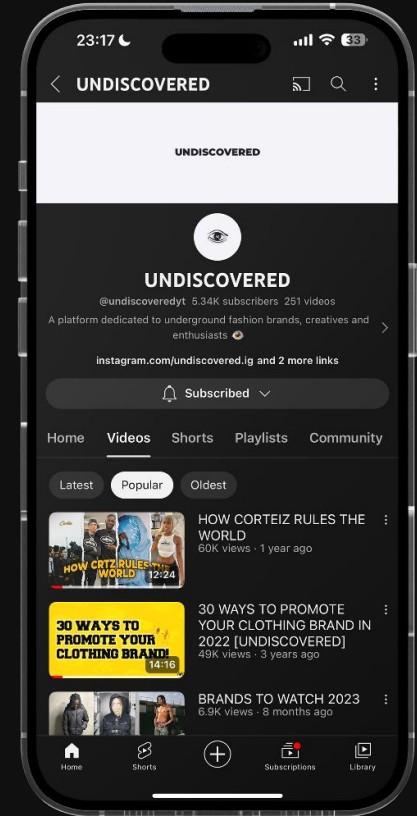 23:17
33
UNDISCOVERED
UNDISCOVERED
UNDISCOVERED
@undiscoveredyt 5.34K subscribers 251 videos
A platform dedicated to underground fashion brands, creatives and
enthusiasts
instagram.com/undiscovered.ig and 2 more links
Subscribed
Home Videos Shorts Playlists Community
Latest Popular Oldest
HOW CRTZ RULES THE
WORLD
12:24
HOW CORTEIZ RULES THE
WORLD
60K views · 1 year ago
30 WAYS TO
PROMOTE YOUR
CLOTHING BRAND!
14:16
30 WAYS TO PROMOTE
YOUR CLOTHING BRAND IN
2022 [UNDISCOVERED]
49K views · 3 years ago
BRANDS TO WATCH 2023
6.9K views · 8 months ago
Home Shorts Subscriptions Library